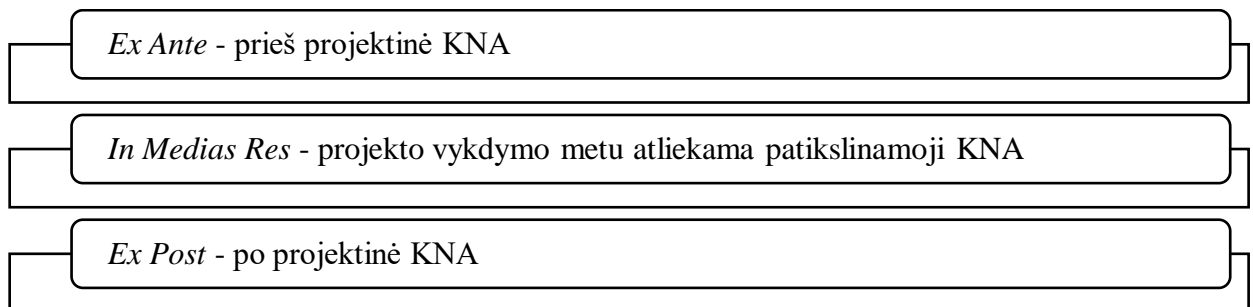 Ex Ante - prieš projektinė KNA
In Medias Res - projekto vykdymo metu atliekama patikslinamoji KNA
Ex Post - po projektinė KNA